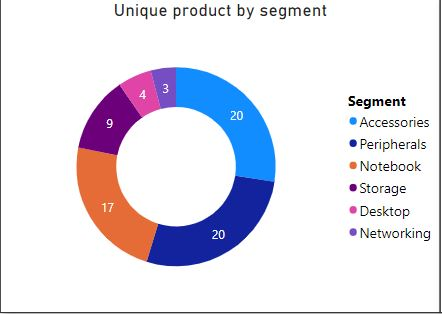 Unique product by segment
3
4
20
9
17
20
Segment
Accessories
Peripherals
Notebook
Storage
Desktop
Networking